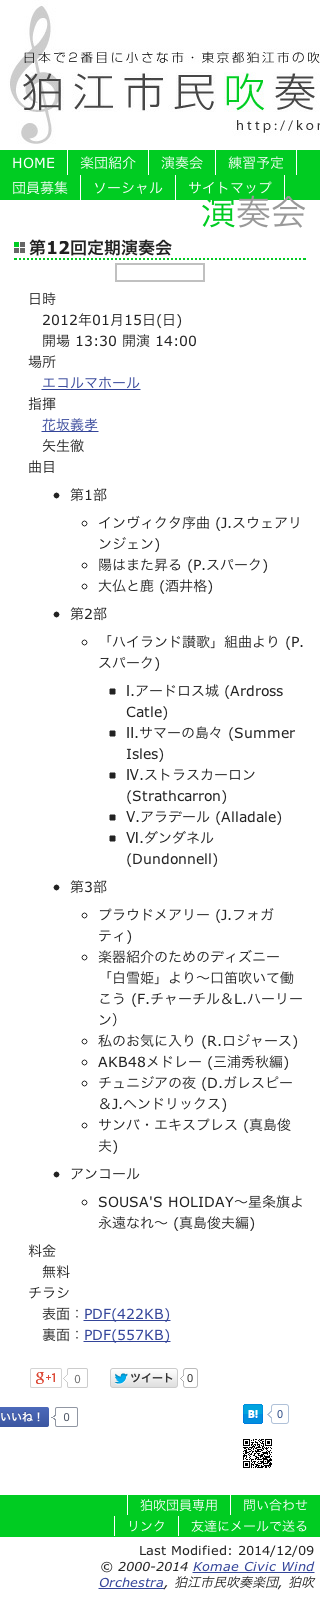 日本で2番目に小さな市・東京都狛江市の吹
狛江市民吹奏
http://kor
HOME 楽団紹介 演奏会 練習予定
団員募集 ソーシャル サイトマップ
演奏会
第12回定期演奏会
日時
2012年01月15日(日)
開場 13:30 開演 14:00
場所
エコルマホール
指揮
花坂義孝
矢生徹
曲目
• 第1部
◦ インヴィクタ序曲 (J.スウェアリ
ンジェン)
◦ 陽はまた昇る (P.スパーク)
◦ 大仏と鹿 (酒井格)
• 第2部
◦ 「ハイランド讃歌」組曲より (P.
スパーク)
▪ Ⅰ.アードロス城 (Ardross
Catle)
▪ Ⅱ.サマーの島々 (Summer
Isles)
▪ Ⅳ.ストラスカーロン
(Strathcarron)
▪ Ⅴ.アラデール (Alladale)
▪ Ⅵ.ダンダネル
(Dundonnell)
• 第3部
◦ プラウドメアリー (J.フォガ
ティ)
◦ 楽器紹介のためのディズニー
「白雪姫」より～口笛吹いて働
こう (F.チャーチル＆L.ハーリー
ン）
◦ 私のお気に入り (R.ロジャース)
◦ AKB48メドレー (三浦秀秋編)
◦ チュニジアの夜 (D.ガレスピー
＆J.ヘンドリックス)
◦ サンバ・エキスプレス (真島俊
夫)
• アンコール
◦ SOUSA'S HOLIDAY～星条旗よ
永遠なれ～ (真島俊夫編)
料金
無料
チラシ
表面：PDF(422KB)
裏面：PDF(557KB)
g+1 0 ツイート 0
いいね！ 0 B! 0
狛吹団員専用 問い合わせ
リンク 友達にメールで送る
Last Modified: 2014/12/09
© 2000-2014 Komae Civic Wind
Orchestra, 狛江市民吹奏楽団, 狛吹